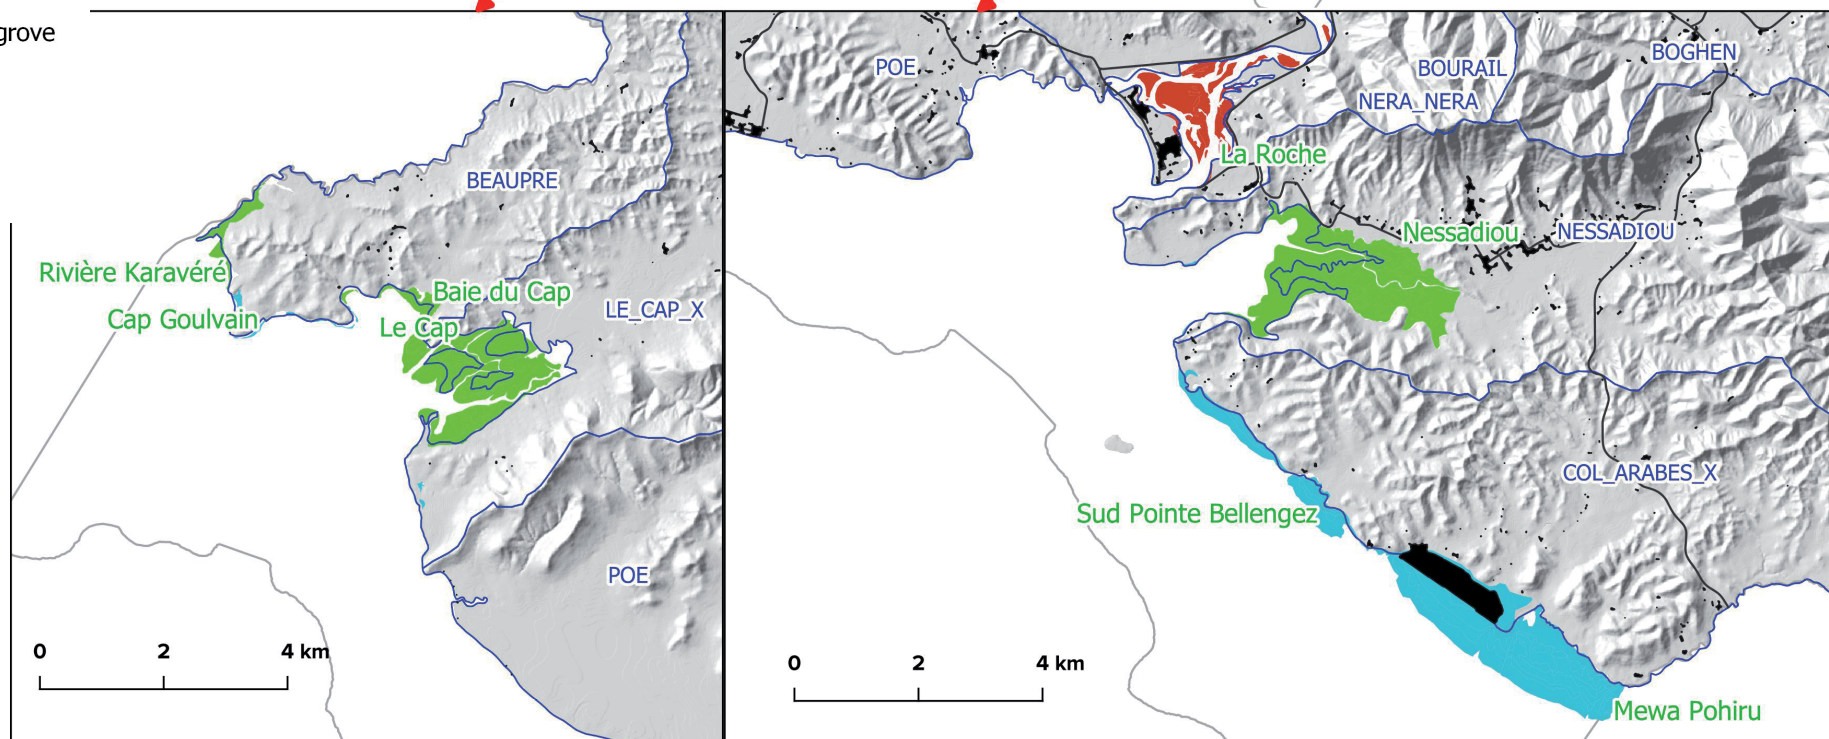 grove
BEAUPRE
Rivière Karavéré
Baie du Cap
Cap Goulvain
Le Cap
LE_CAP_X
POE
0 2 4 km
POE
BOURAIL
BOGHEN
NERA_NERA
La Roche
Nessadiou
NESSADIOU
COL_ARABES_X
Sud Pointe Bellengez
0 2 4 km
Mewa Pohiru